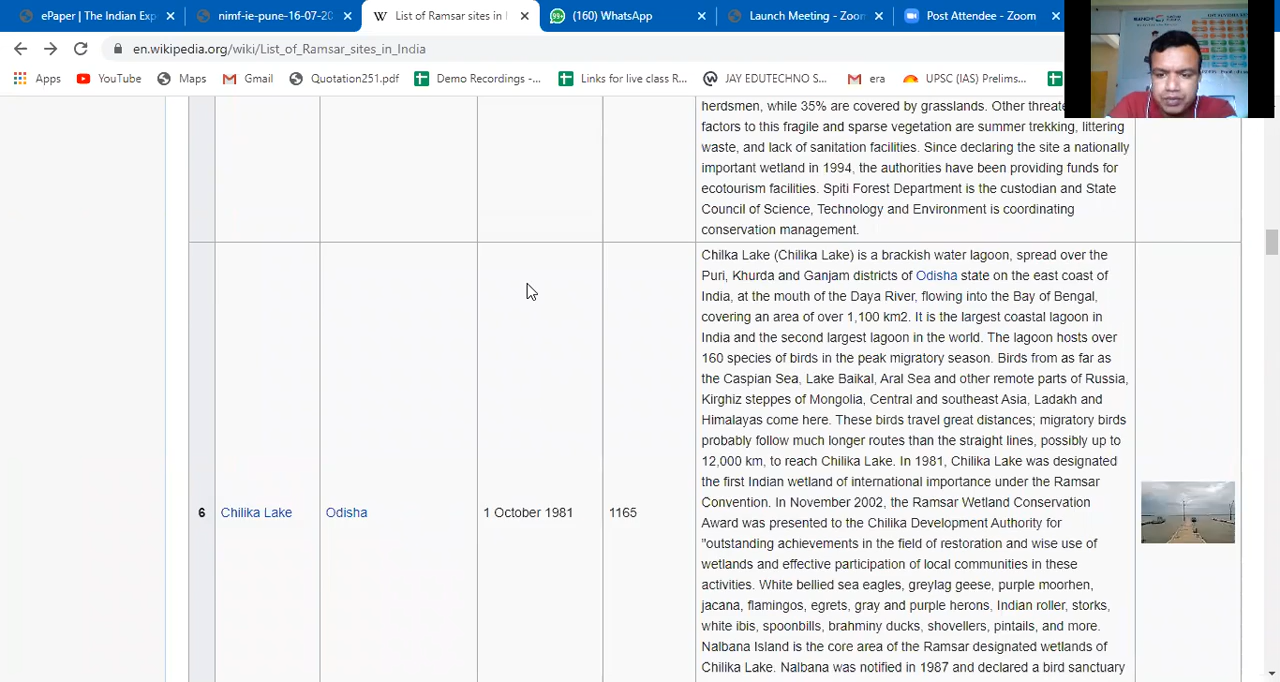 ePaper | The Indian Exp
nimf-ie-pune-16-07-20
List of Ramsar sites in I
(160) WhatsApp
Launch Meeting - Zoo
Post Attendee - Zoom
en.wikipedia.org/wiki/List_of_Ramsar_sites_in_India
Apps
YouTube
Maps
Gmail
Quotation251.pdf
Demo Recordings -...
Links for live class R...
JAY EDUTECHNO S...
era
UPSC (IAS) Prelims...
herdsmen, while 35% are covered by grasslands. Other threate
factors to this fragile and sparse vegetation are summer trekking, littering
waste, and lack of sanitation facilities. Since declaring the site a nationally
important wetland in 1994, the authorities have been providing funds for
ecotourism facilities. Spiti Forest Department is the custodian and State
Council of Science, Technology and Environment is coordinating
conservation management.
6
Chilika Lake
Odisha
1 October 1981
1165
Chilka Lake (Chilika Lake) is a brackish water lagoon, spread over the
Puri, Khurda and Ganjam districts of Odisha state on the east coast of
India, at the mouth of the Daya River, flowing into the Bay of Bengal,
covering an area of over 1,100 km2. It is the largest coastal lagoon in
India and the second largest lagoon in the world. The lagoon hosts over
160 species of birds in the peak migratory season. Birds from as far as
the Caspian Sea, Lake Baikal, Aral Sea and other remote parts of Russia,
Kirghiz steppes of Mongolia, Central and southeast Asia, Ladakh and
Himalayas come here. These birds travel great distances; migratory birds
probably follow much longer routes than the straight lines, possibly up to
12,000 km, to reach Chilika Lake. In 1981, Chilika Lake was designated
the first Indian wetland of international importance under the Ramsar
Convention. In November 2002, the Ramsar Wetland Conservation
Award was presented to the Chilika Development Authority for
"outstanding achievements in the field of restoration and wise use of
wetlands and effective participation of local communities in these
activities. White bellied sea eagles, greylag geese, purple moorhen,
jacana, flamingos, egrets, gray and purple herons, Indian roller, storks,
white ibis, spoonbills, brahminy ducks, shovellers, pintails, and more.
Nalbana Island is the core area of the Ramsar designated wetlands of
Chilika Lake. Nalbana was notified in 1987 and declared a bird sanctuary